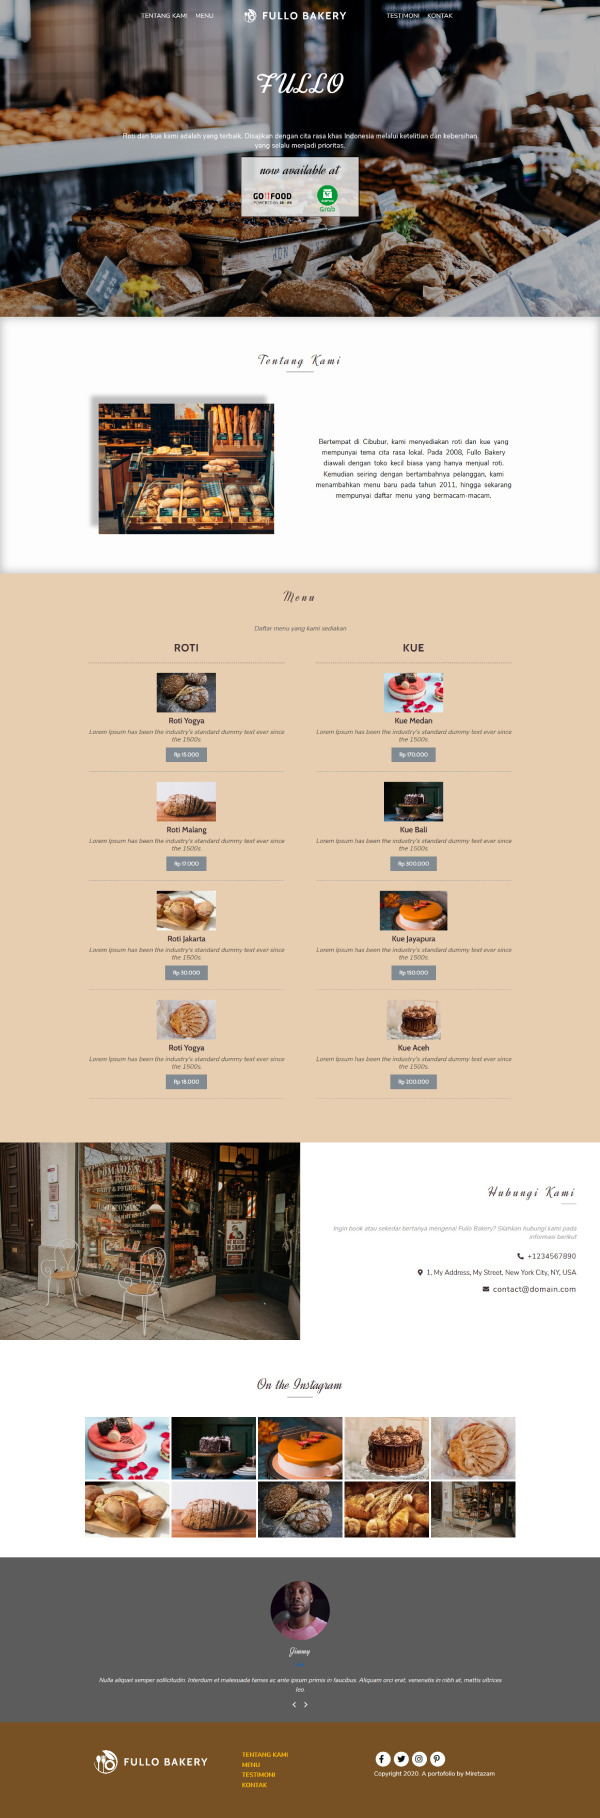 TENTANG KAMI MENU FULLO BAKERY TESTIMONI KONTAK
FULLO
Roti dan kue kami adalah yang terbaik. Disajikan dengan cita rasa khas Indonesia melalui ketelitian dan kebersihan
yang selalu menjadi prioritas.
now available at
GO FOOD
Grab
Tentang Kami
Bertempat di Cibubur, kami menyediakan roti dan kue yang
mempunyai tema cita rasa lokal. Pada 2008, Fullo Bakery
diawali dengan toko kecil biasa yang hanya menjual roti.
Kemudian seiring dengan bertambahnya pelanggan, kami
menambahkan menu baru pada tahun 2011, hingga sekarang
mempunyai daftar menu yang bermacam-macam.
Menu
Daftar menu yang kami sediakan
ROTI
Roti Yogya
Lorem Ipsum has been the industry's standard dummy text ever since
the 1500s.
Rp 15.000
Roti Malang
Lorem Ipsum has been the industry's standard dummy text ever since
the 1500s.
Rp 17.000
Roti Jakarta
Lorem Ipsum has been the industry's standard dummy text ever since
the 1500s.
Rp 30.000
Roti Yogya
Lorem Ipsum has been the industry's standard dummy text ever since
the 1500s.
Rp 18.000
KUE
Kue Medan
Lorem Ipsum has been the industry's standard dummy text ever since
the 1500s.
Rp 170.000
Kue Bali
Lorem Ipsum has been the industry's standard dummy text ever since
the 1500s.
Rp 300.000
Kue Jayapura
Lorem Ipsum has been the industry's standard dummy text ever since
the 1500s.
Rp 150.000
Kue Aceh
Lorem Ipsum has been the industry's standard dummy text ever since
the 1500s.
Rp 200.000
Hubungi Kami
Ingin book atau sekedar bertanya mengenai Fullo Bakery? Silahkan hubungi kami pada
informasi berikut
+1234567890
1, My Address, My Street, New York City, NY, USA
contact@domain.com
On the Instagram
Jimmy
Nulla aliquet semper sollicitudin. Interdum et malesuada fames ac ante ipsum primis in faucibus. Aliquam orci erat, venenatis in nibh at, mattis ultrices
leo.
FULLO BAKERY
TENTANG KAMI
MENU
TESTIMONI
KONTAK
Copyright 2020. A portofolio by Miretazam